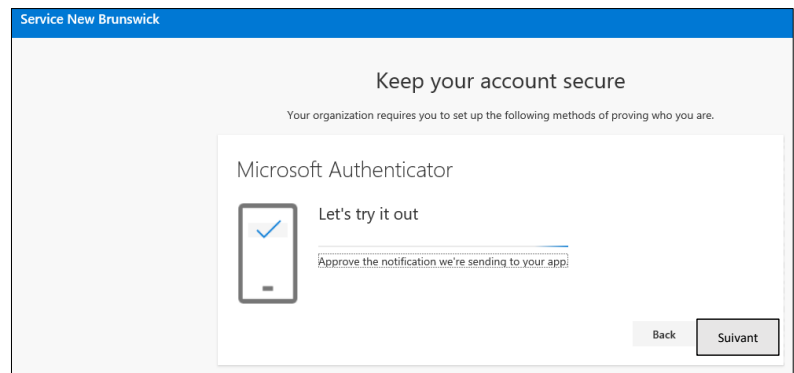 Service New Brunswick
Keep your account secure
Your organization requires you to set up the following methods of proving who you are.
Microsoft Authenticator
Let's try it out
Approve the notification we're sending to your app.
Back
Suivant